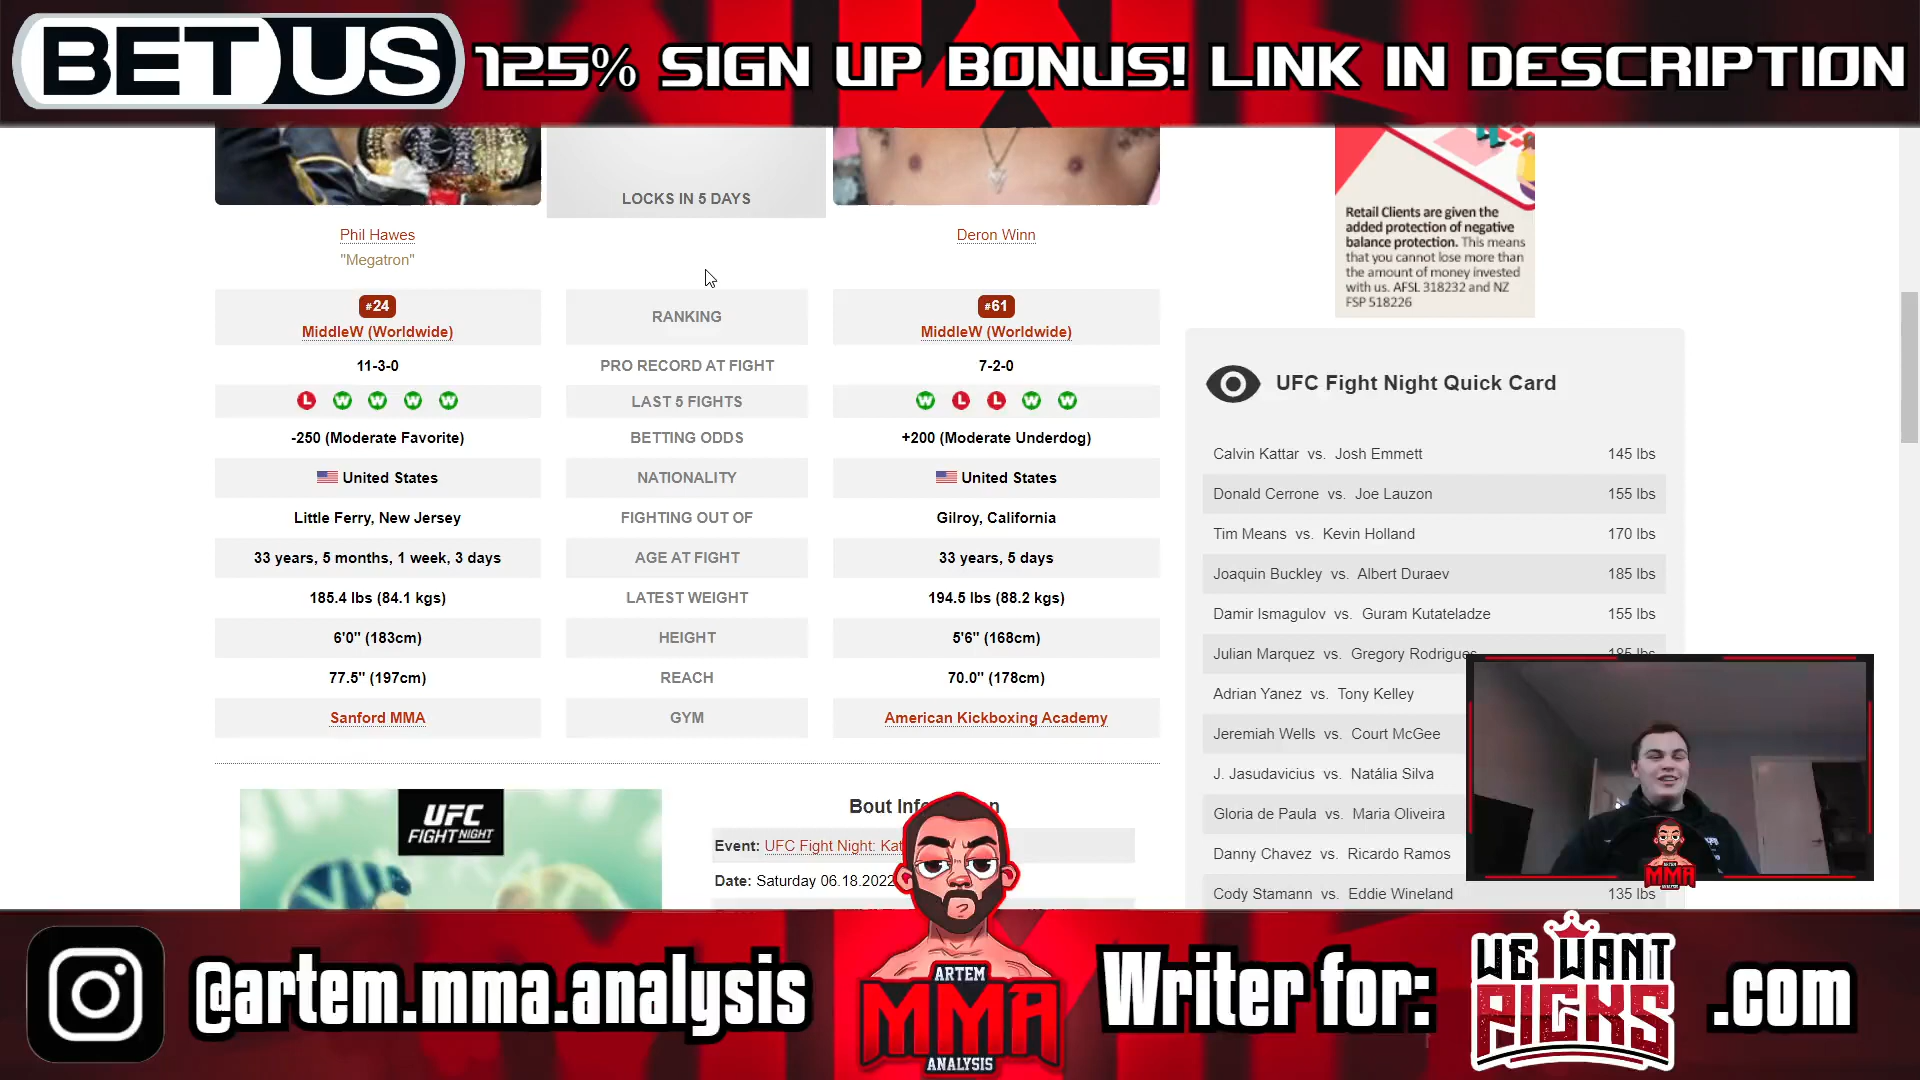 BETUS 125% SIGN UP BONUS! LINK IN DESCRIPTION
LOCKS IN 5 DAYS
Phil Hawes
"Megatron"
Deron Winn
#24
MiddleW (Worldwide)
RANKING
#61
MiddleW (Worldwide)
11-3-0 PRO RECORD AT FIGHT 7-2-0
L W W W W LAST 5 FIGHTS W L L W W
-250 (Moderate Favorite) BETTING ODDS +200 (Moderate Underdog)
United States NATIONALITY United States
Little Ferry, New Jersey FIGHTING OUT OF Gilroy, California
33 years, 5 months, 1 week, 3 days AGE AT FIGHT 33 years, 5 days
185.4 lbs (84.1 kgs) LATEST WEIGHT 194.5 lbs (88.2 kgs)
6'0" (183cm) HEIGHT 5'6" (168cm)
77.5" (197cm) REACH 70.0" (178cm)
Sanford MMA GYM American Kickboxing Academy
UFC
FIGHT NIGHT
Bout
Event: UFC Fight Night:
Date: Saturday 06.18.2022
Retail Clients are given the
added protection of negative
balance protection. This means
that you cannot lose more than
the amount of money invested
with us. AFSL 318232 and NZ
FSP 518226
UFC Fight Night Quick Card
Calvin Kattar vs. Josh Emmett 145 lbs
Donald Cerrone vs. Joe Lauzon 155 lbs
Tim Means vs. Kevin Holland 170 lbs
Joaquin Buckley vs. Albert Duraev 185 lbs
Damir Ismagulov vs. Guram Kutateladze 155 lbs
Julian Marquez vs. Gregory Rodrigues 185 lbs
Adrian Yanez vs. Tony Kelley
Jeremiah Wells vs. Court McGee
J. Jasudavicius vs. Natália Silva
Gloria de Paula vs. Maria Oliveira
Danny Chavez vs. Ricardo Ramos
Cody Stamann vs. Eddie Wineland 135 lbs
ARTEM
MMA
ANALYSIS
@artem.mma.analysis
ARTEM
MMA
ANALYSIS
Writer for:
WE WANT
PICKS
.com